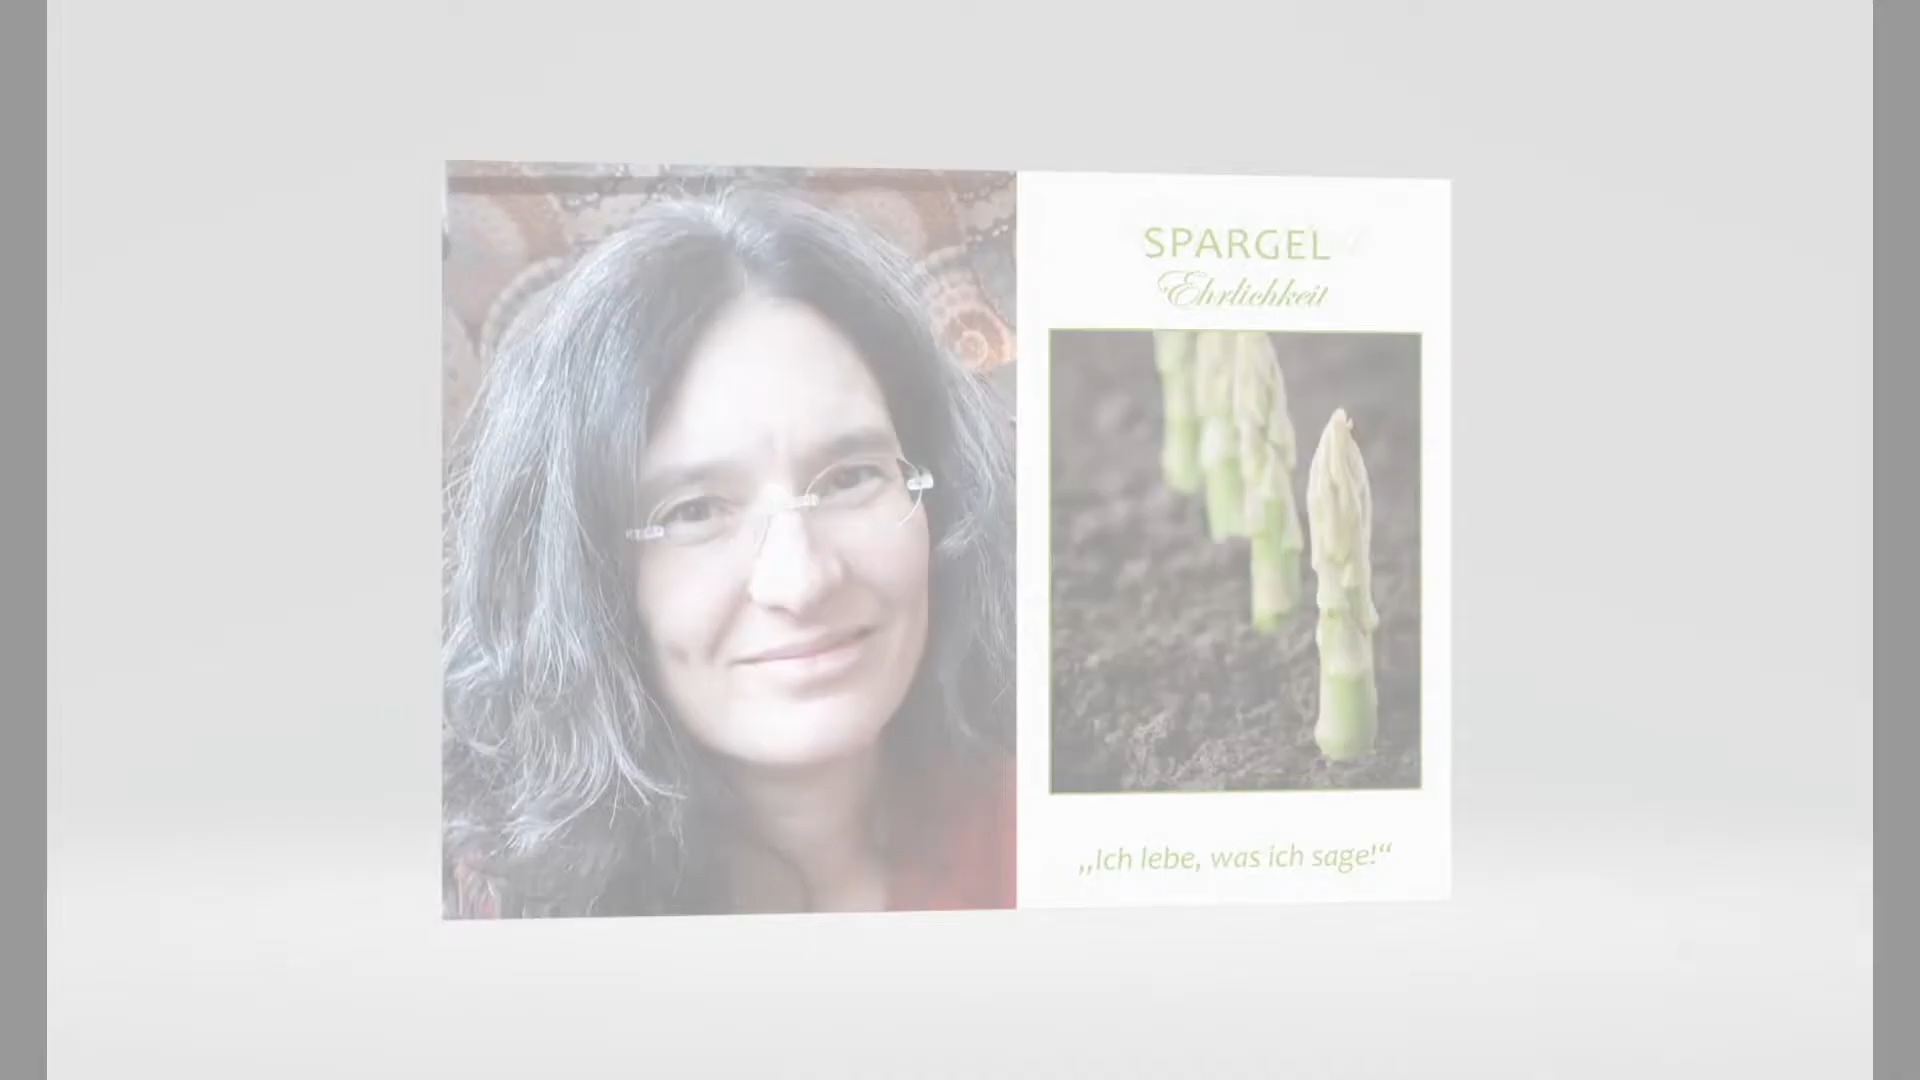 SPARGEL
Ehrlichkeit
„Ich lebe, was ich sage!“